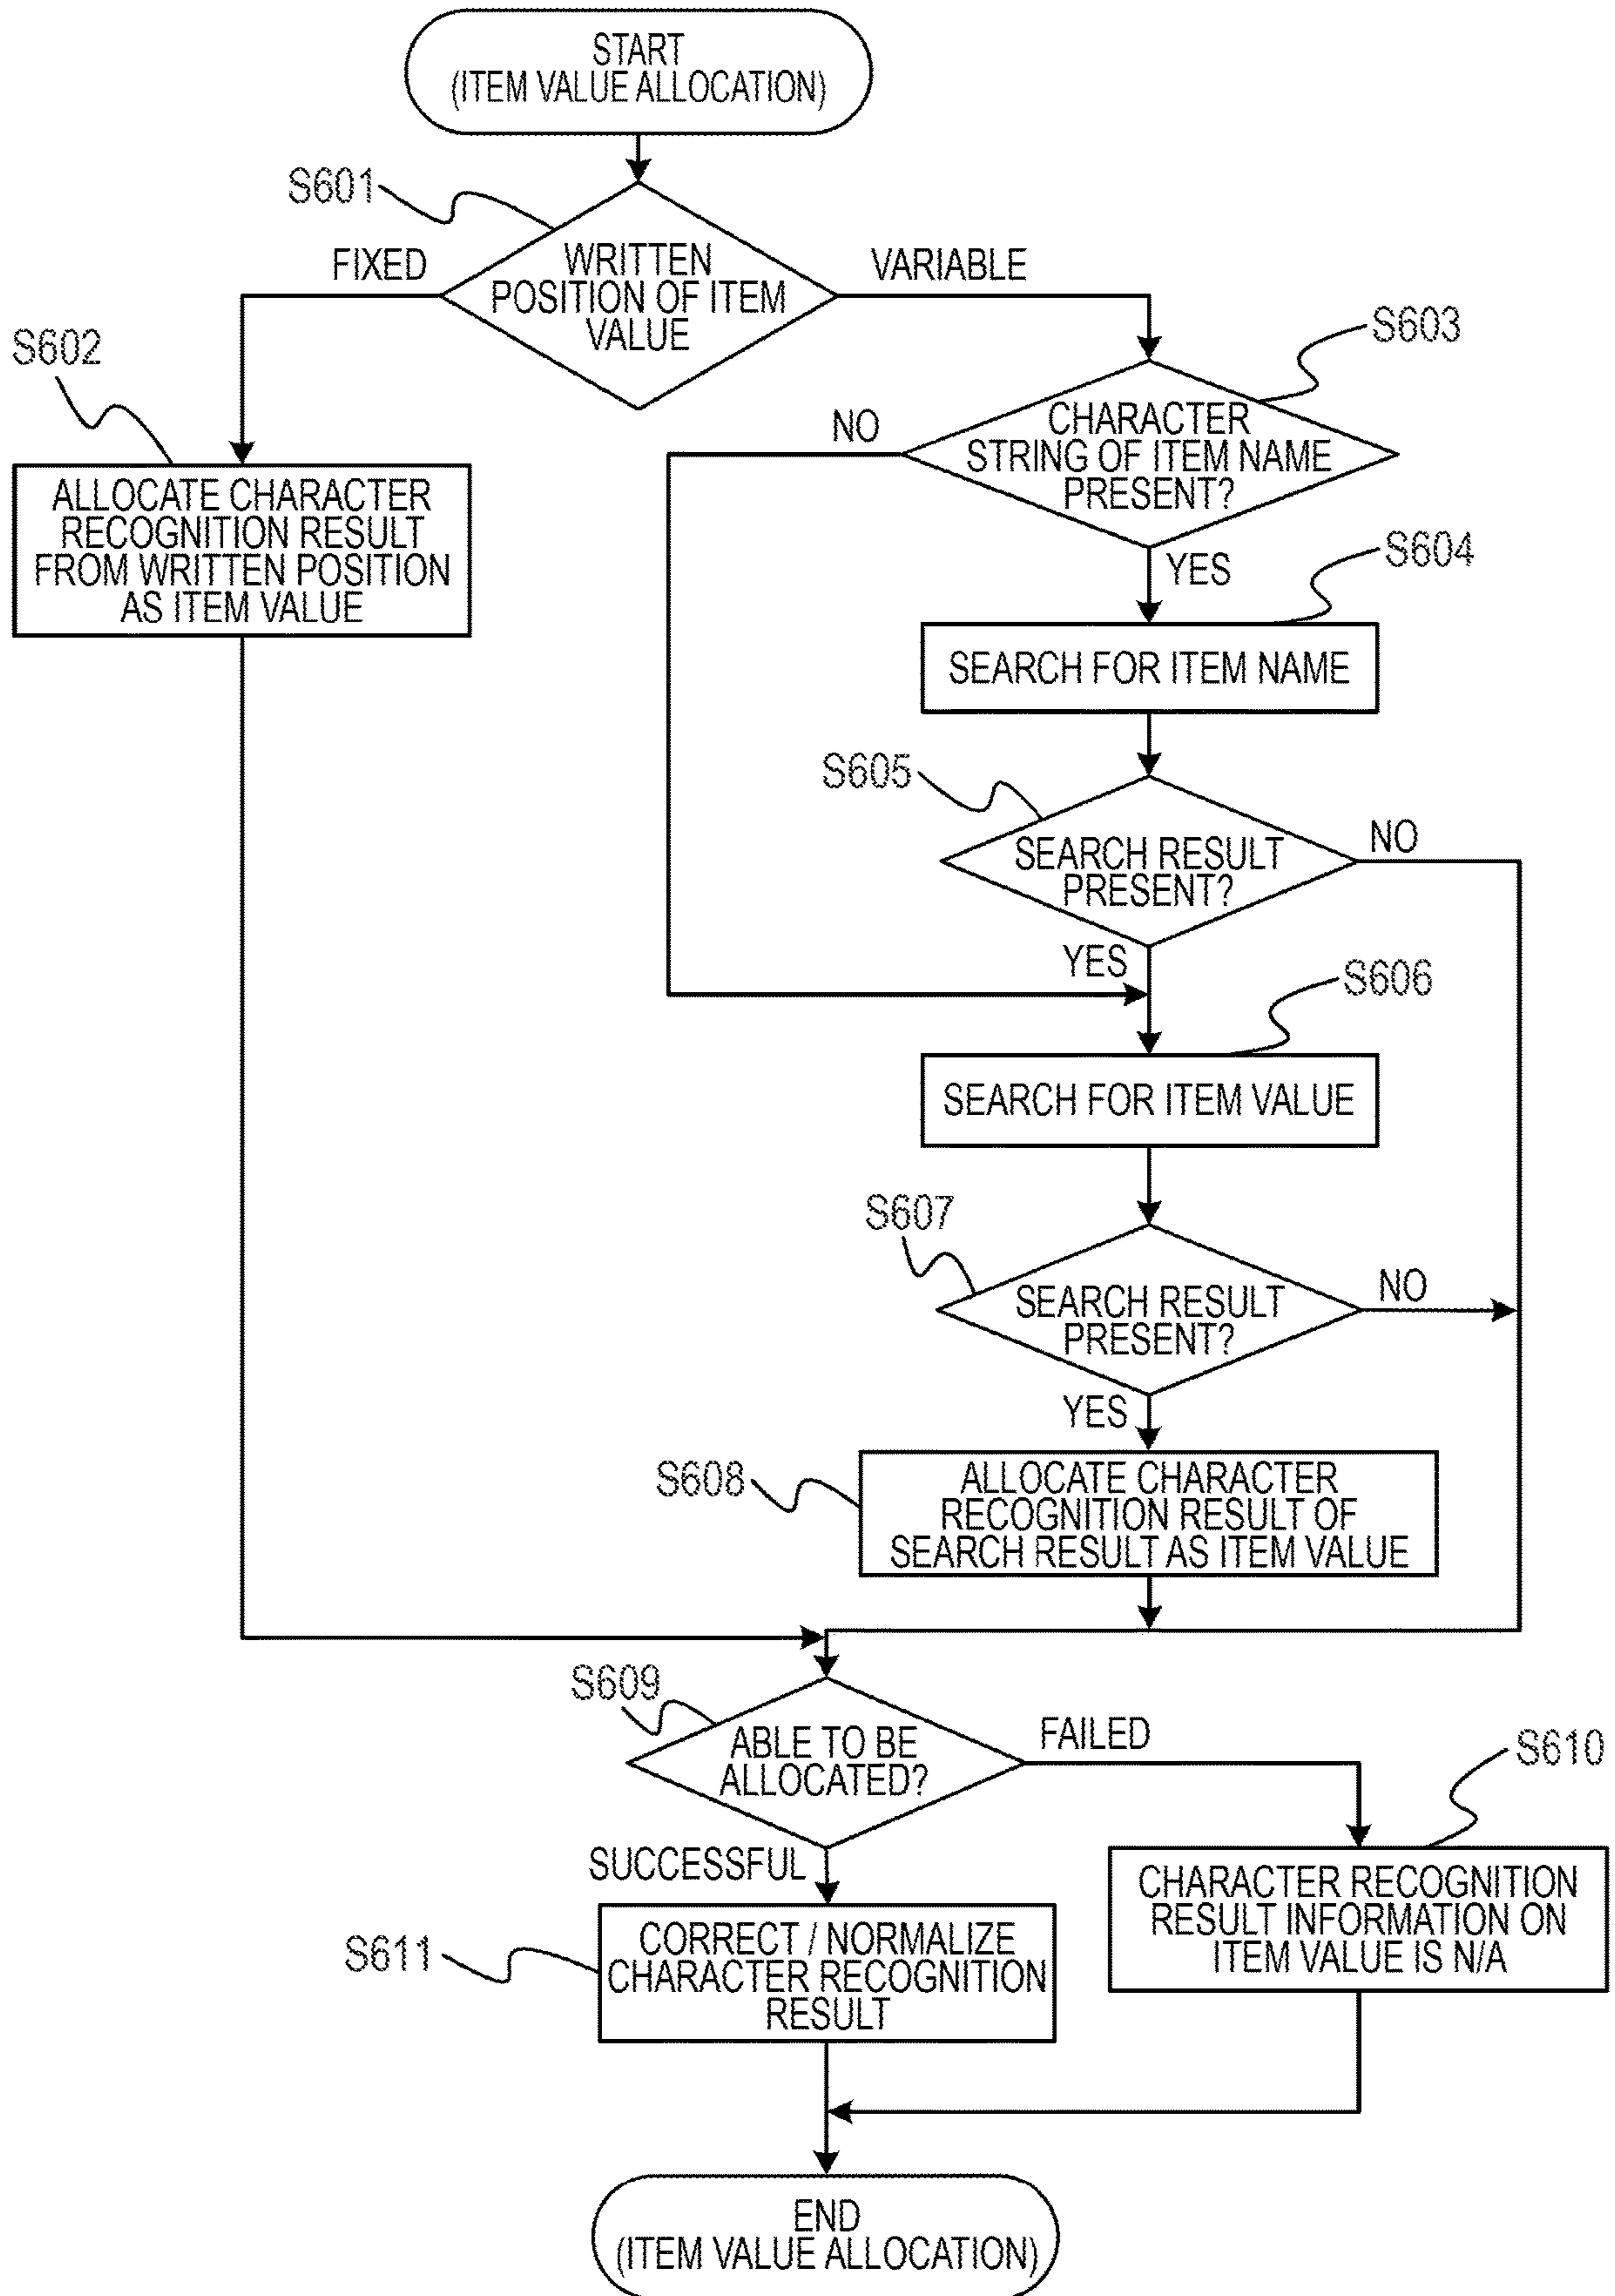 START
(ITEM VALUE ALLOCATION)
S601
FIXED
WRITTEN
POSITION OF ITEM
VALUE
VARIABLE
S602
S603
ALLOCATE CHARACTER
RECOGNITION RESULT
FROM WRITTEN POSITION
AS ITEM VALUE
NO
CHARACTER
STRING OF ITEM NAME
PRESENT?
YES
S604
SEARCH FOR ITEM NAME
S605
SEARCH RESULT
PRESENT?
NO
YES
S606
SEARCH FOR ITEM VALUE
S607
SEARCH RESULT
PRESENT?
NO
YES
S608
ALLOCATE CHARACTER
RECOGNITION RESULT OF
SEARCH RESULT AS ITEM VALUE
S609
ABLE TO BE
ALLOCATED?
FAILED
S610
SUCCESSFUL
CHARACTER RECOGNITION
RESULT INFORMATION ON
ITEM VALUE IS N/A
S611
CORRECT / NORMALIZE
CHARACTER RECOGNITION
RESULT
END
(ITEM VALUE ALLOCATION)